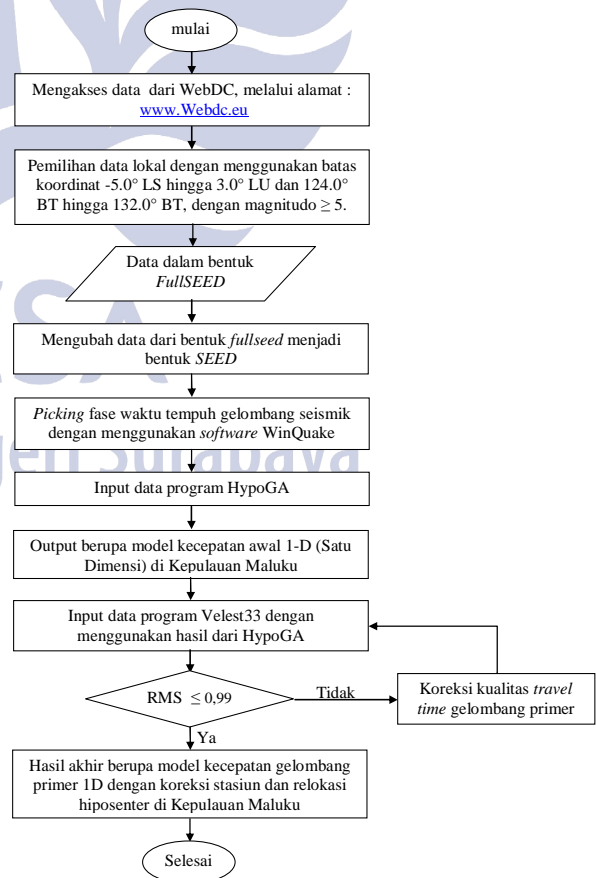 mulai
Mengakses data dari WebDC, melalui alamat :
www.Webdc.eu
Pemilihan data lokal dengan menggunakan batas
koordinat -5.0° LS hingga 3.0° LU dan 124.0°
BT hingga 132.0° BT, dengan magnitudo ≥ 5.
Data dalam bentuk
FullSEED
Mengubah data dari bentuk fullseed menjadi
bentuk SEED
Picking fase waktu tempuh gelombang seismik
dengan menggunakan software WinQuake
geri Surabaya
Input data program HypoGA
Output berupa model kecepatan awal 1-D (Satu
Dimensi) di Kepulauan Maluku
Input data program Velest33 dengan
menggunakan hasil dari HypoGA
RMS ≤ 0,99
Tidak
Koreksi kualitas travel
time gelombang primer
Ya
Hasil akhir berupa model kecepatan gelombang
primer 1D dengan koreksi stasiun dan relokasi
hiposenter di Kepulauan Maluku
Selesai